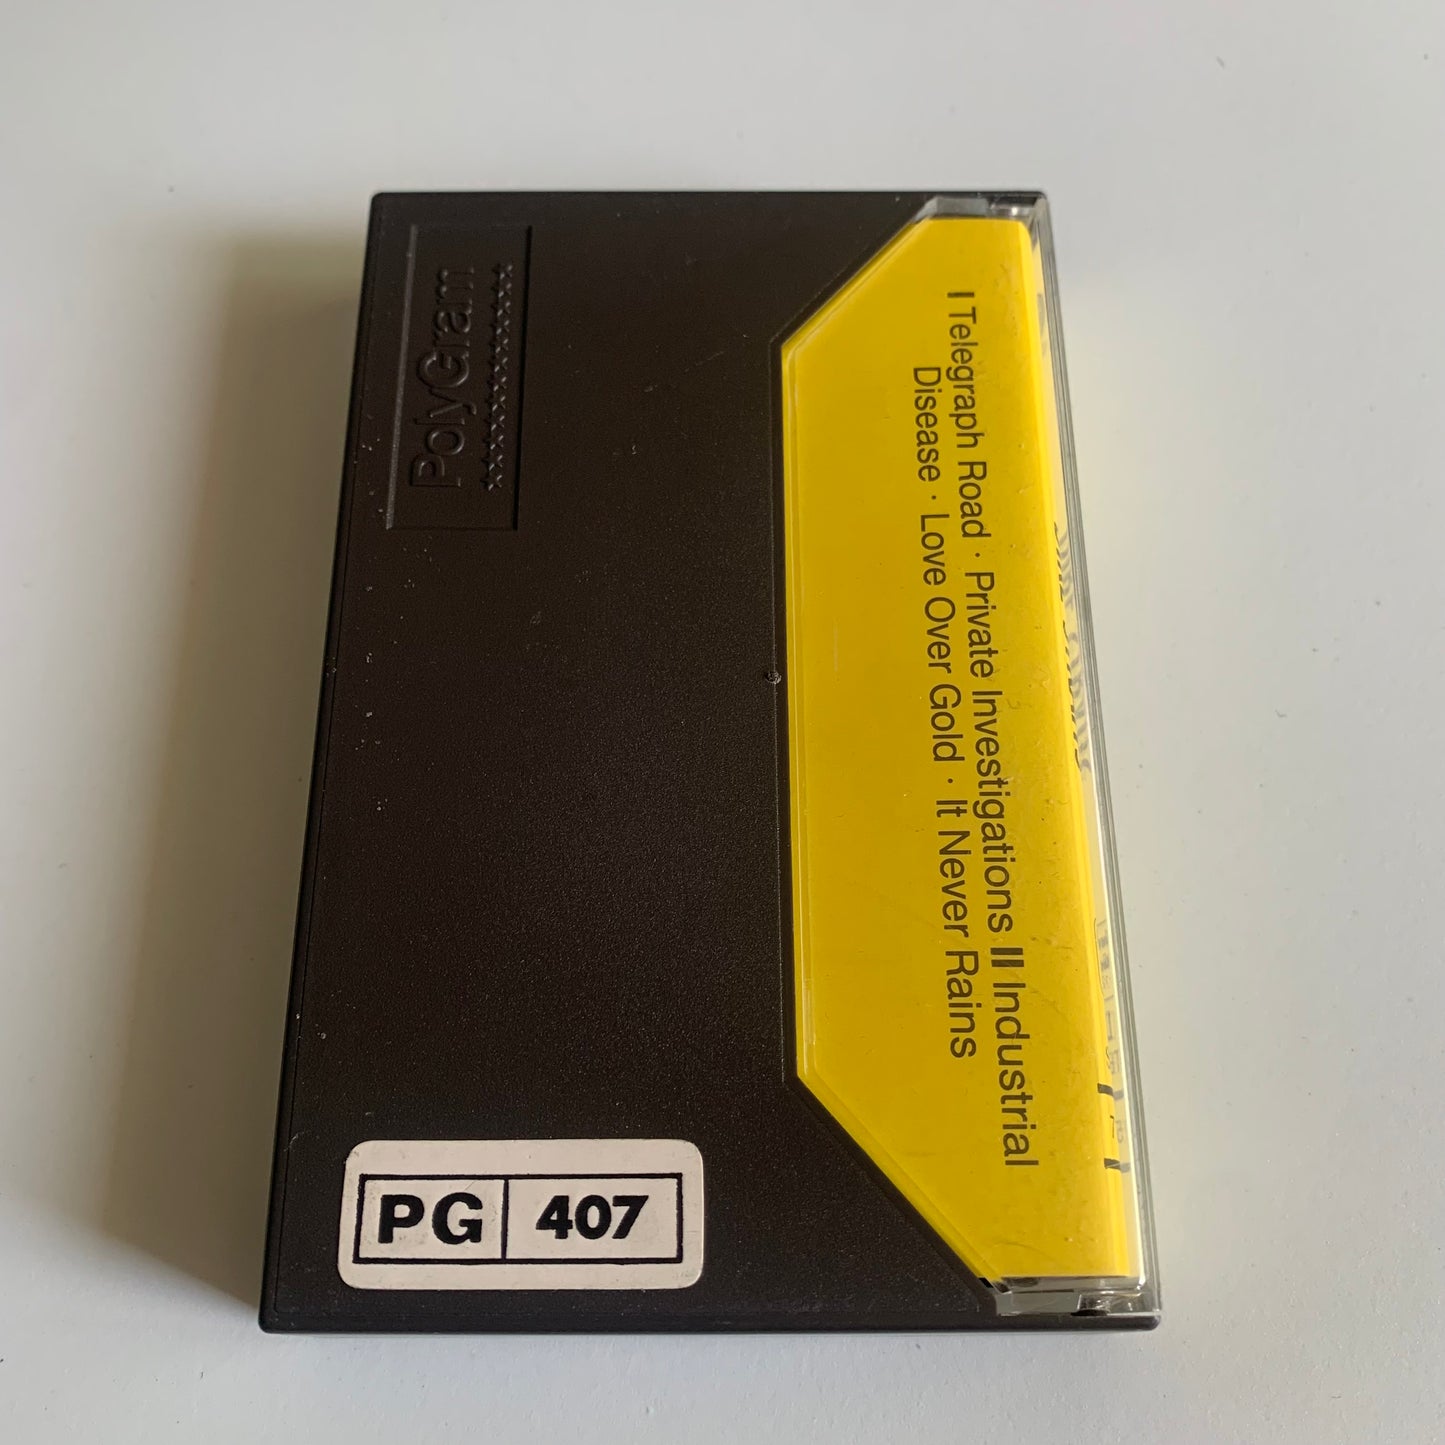 PolyGram
I Telegraph Road · Private Investigations II Industrial
Disease · Love Over Gold · It Never Rains
PG 407